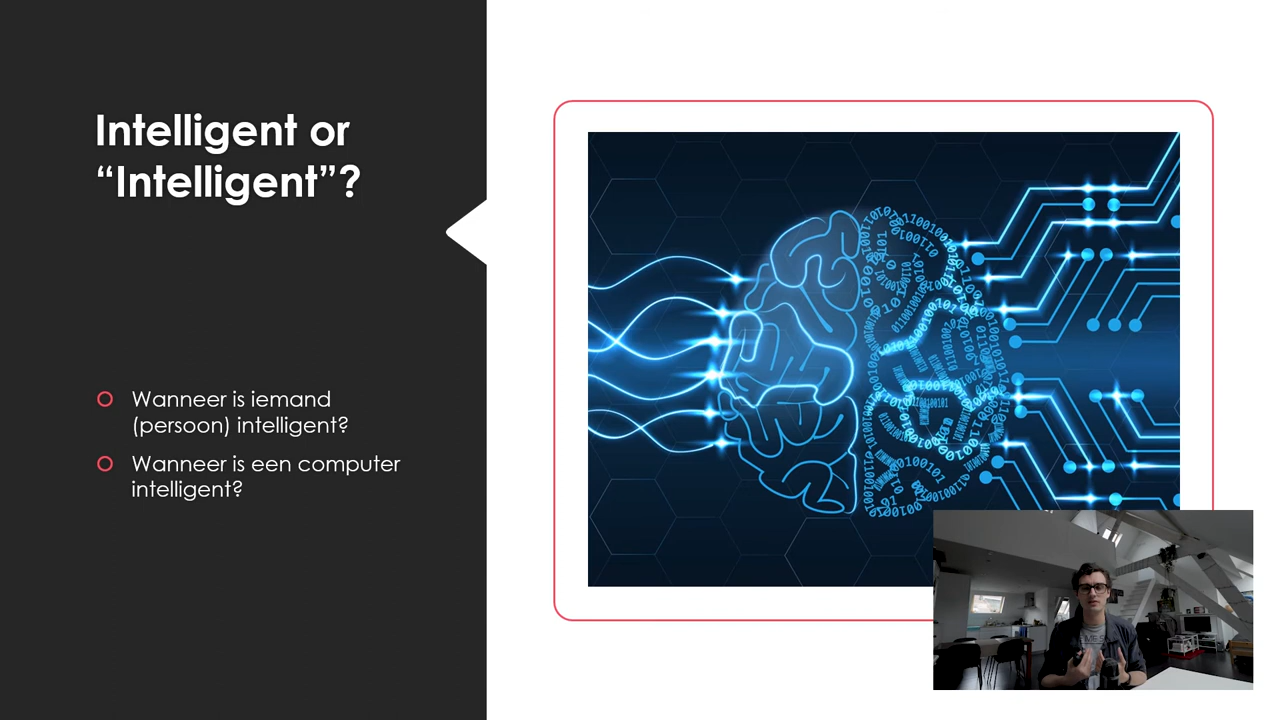 Intelligent or
“Intelligent”?
Wanneer is iemand
(persoon) intelligent?
Wanneer is een computer
intelligent?